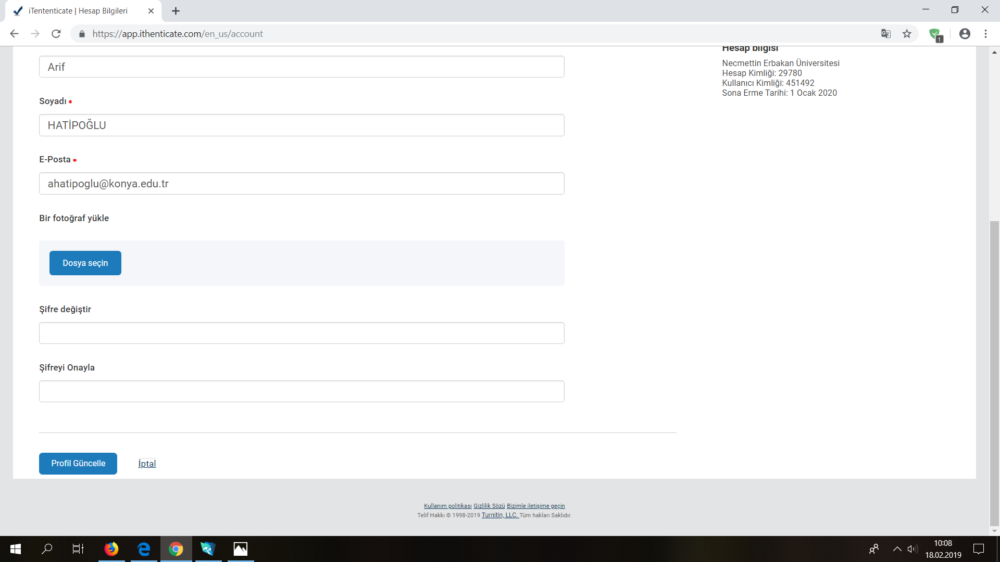 iTententicate | Hesap Bilgileri
https://app.ithenticate.com/en_us/account
1
Arif
Soyadı *
HATİPOĞLU
E-Posta *
ahatipoglu@konya.edu.tr
Bir fotoğraf yükle
Dosya seçin
Şifre değiştir
Şifreyi Onayla
Profil Güncelle İptal
Hesap bilgisi
Necmettin Erbakan Üniversitesi
Hesap Kimliği: 29780
Kullanıcı Kimliği: 451492
Sona Erme Tarihi: 1 Ocak 2020
Kullanım politikası Gizlilik Sözü Bizimle iletişime geçin
Telif Hakkı © 1998-2019 Turnitin, LLC. Tüm hakları Saklıdır.
10:08
18.02.2019